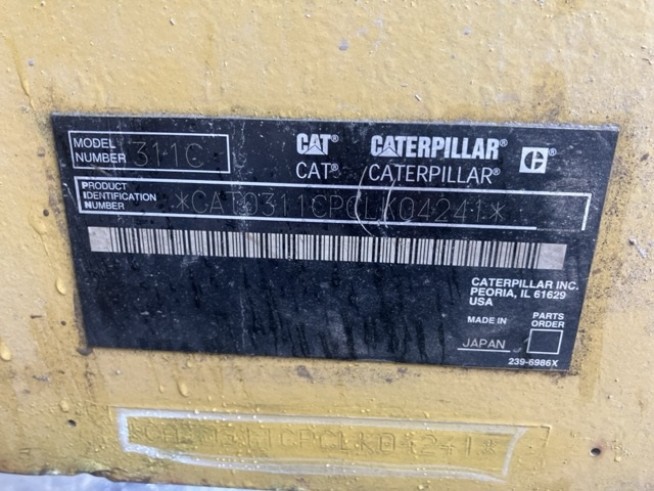 MODEL NUMBER 311C
CAT® CATERPILLAR® C®
CAT® CATERPILLAR®
PRODUCT IDENTIFICATION NUMBER *CAT0311CPCLK04241*
CATERPILLAR INC.
PEORIA, IL 61629
USA
MADE IN
JAPAN
PARTS ORDER
239-5986X
*CAT0311CPCLK04241*